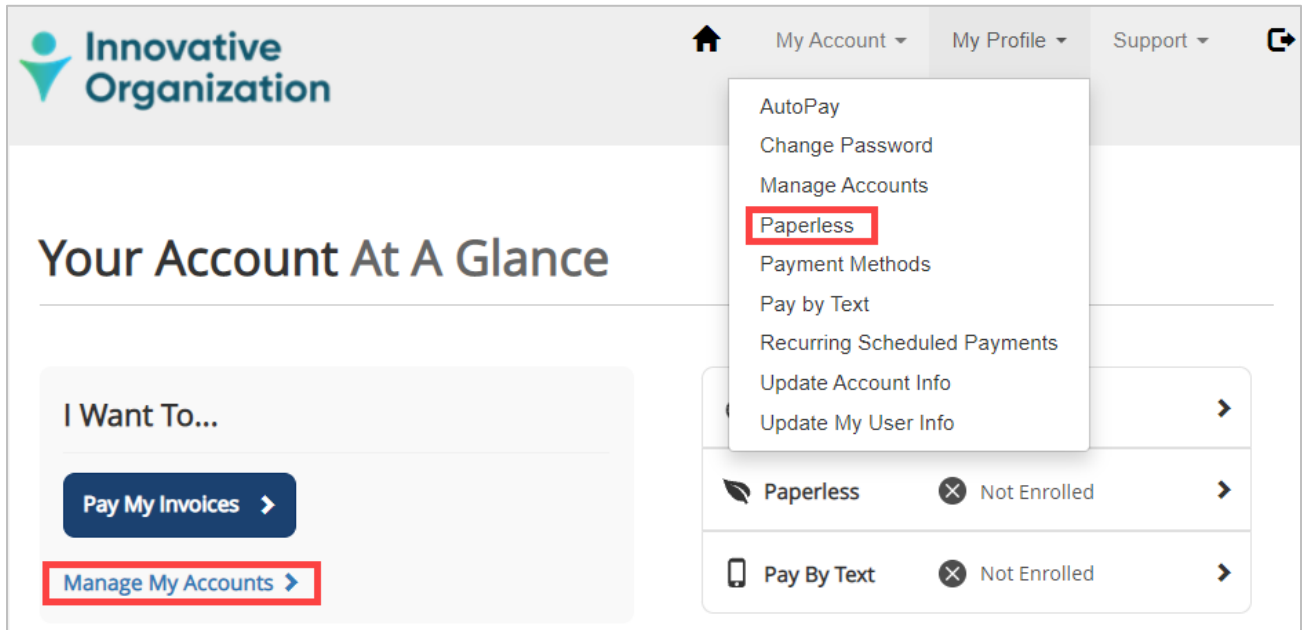 Innovative
Organization
My Account
My Profile
Support
AutoPay
Change Password
Manage Accounts
Paperless
Payment Methods
Pay by Text
Recurring Scheduled Payments
Update Account Info
Update My User Info
Your Account At A Glance
I Want To...
Pay My Invoices
Manage My Accounts
Paperless Not Enrolled
Pay By Text Not Enrolled